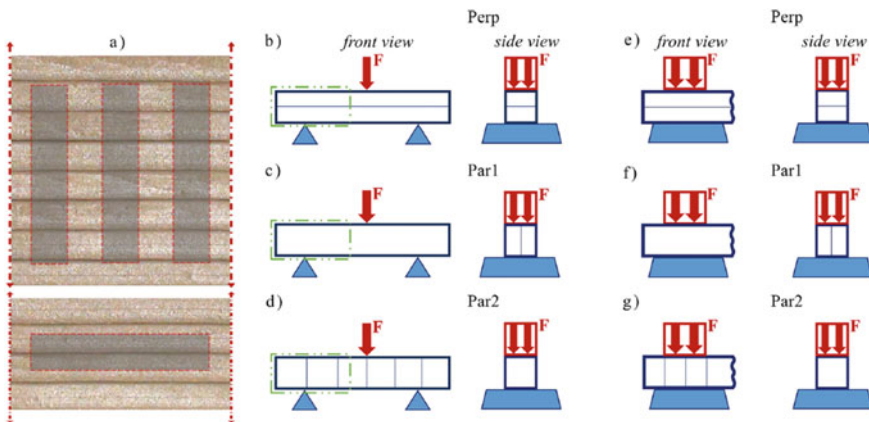 a)
b)
front view
F
Perp
side view
F
e)
front view
F
Perp
side view
F
c)
F
Par1
F
f)
F
Par1
F
d)
F
Par2
F
g)
F
Par2
F